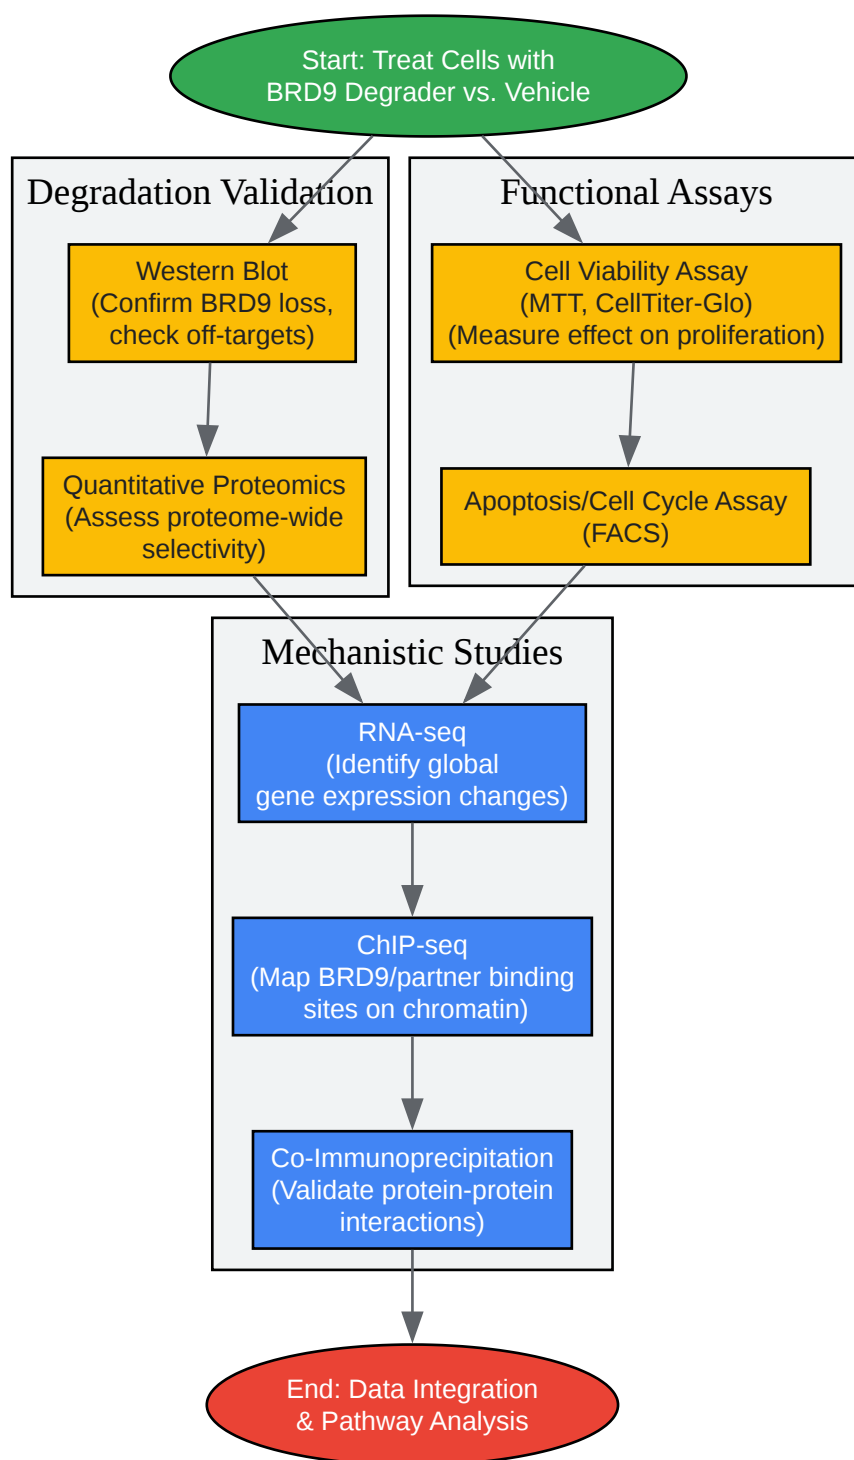 Start: Treat Cells with
BRD9 Degrader vs. Vehicle
Degradation Validation
Western Blot
(Confirm BRD9 loss,
check off-targets)
Quantitative Proteomics
(Assess proteome-wide
selectivity)
Functional Assays
Cell Viability Assay
(MTT, CellTiter-Glo)
(Measure effect on proliferation)
Apoptosis/Cell Cycle Assay
(FACS)
Mechanistic Studies
RNA-seq
(Identify global
gene expression changes)
ChIP-seq
(Map BRD9/partner binding
sites on chromatin)
Co-Immunoprecipitation
(Validate protein-protein
interactions)
End: Data Integration
& Pathway Analysis